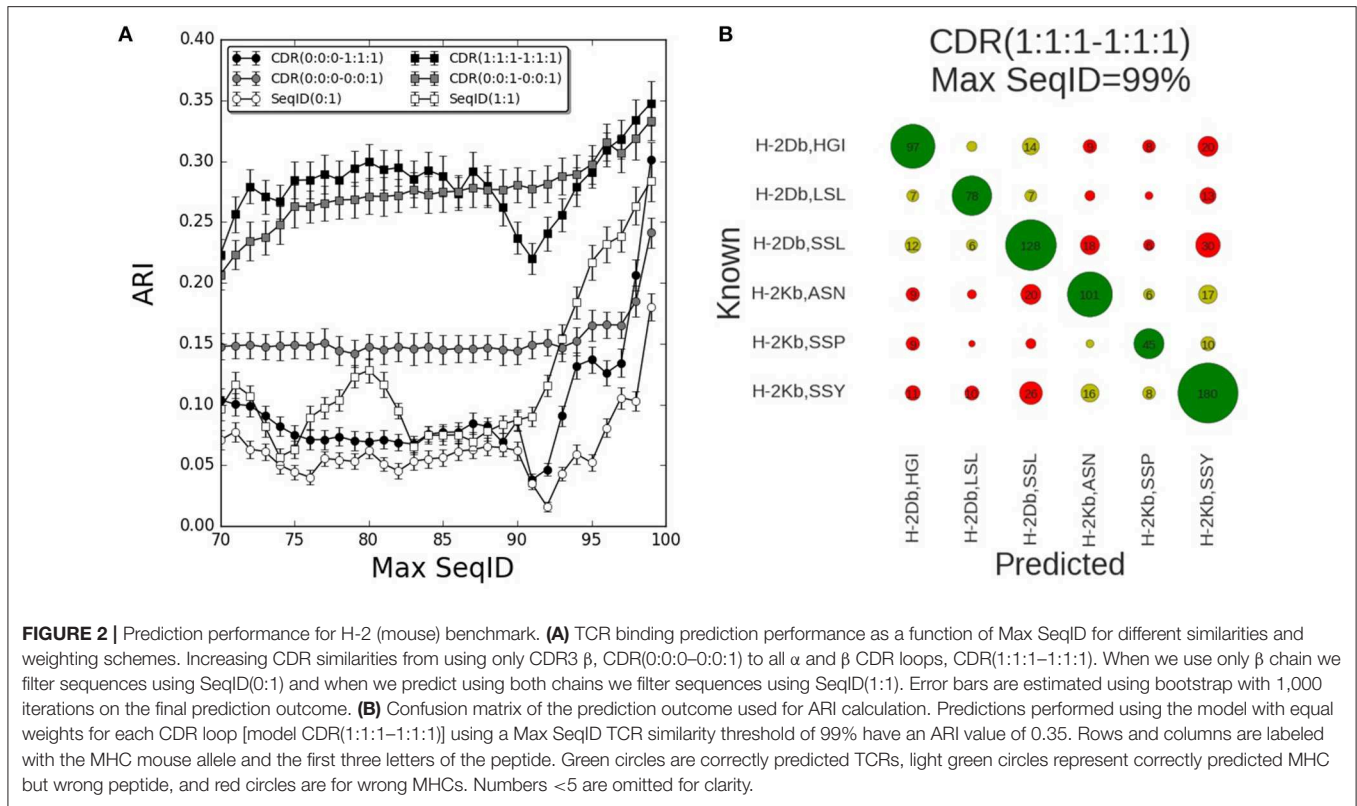 A
0.40
0.35
0.30
0.25
0.20
0.15
0.10
0.05
0.00
ARI
CDR(0:0:0-1:1:1)
CDR(1:1:1-1:1:1)
CDR(0:0:0-0:0:1)
CDR(0:0:1-0:0:1)
SeqID(0:1)
SeqID(1:1)
70 75 80 85 90 95 100
Max SeqID
B
CDR(1:1:1-1:1:1)
Max SeqID=99%
Known
H-2Db,HGI 97 14 9 20
H-2Db,LSL 7 78 7 13
H-2Db,SSL 12 6 128 18 30
H-2Kb,ASN 9 20 101 6 17
H-2Kb,SSP 9 45 10
H-2Kb,SSY 11 10 26 16 8 180
H-2Db,HGI
H-2Db,LSL
H-2Db,SSL
H-2Kb,ASN
H-2Kb,SSP
H-2Kb,SSY
Predicted
FIGURE 2 | Prediction performance for H-2 (mouse) benchmark. (A) TCR binding prediction performance as a function of Max SeqID for different similarities and
weighting schemes. Increasing CDR similarities from using only CDR3 β, CDR(0:0:0–0:0:1) to all α and β CDR loops, CDR(1:1:1–1:1:1). When we use only β chain we
filter sequences using SeqID(0:1) and when we predict using both chains we filter sequences using SeqID(1:1). Error bars are estimated using bootstrap with 1,000
iterations on the final prediction outcome. (B) Confusion matrix of the prediction outcome used for ARI calculation. Predictions performed using the model with equal
weights for each CDR loop [model CDR(1:1:1–1:1:1)] using a Max SeqID TCR similarity threshold of 99% have an ARI value of 0.35. Rows and columns are labeled
with the MHC mouse allele and the first three letters of the peptide. Green circles are correctly predicted TCRs, light green circles represent correctly predicted MHC
but wrong peptide, and red circles are for wrong MHCs. Numbers <5 are omitted for clarity.